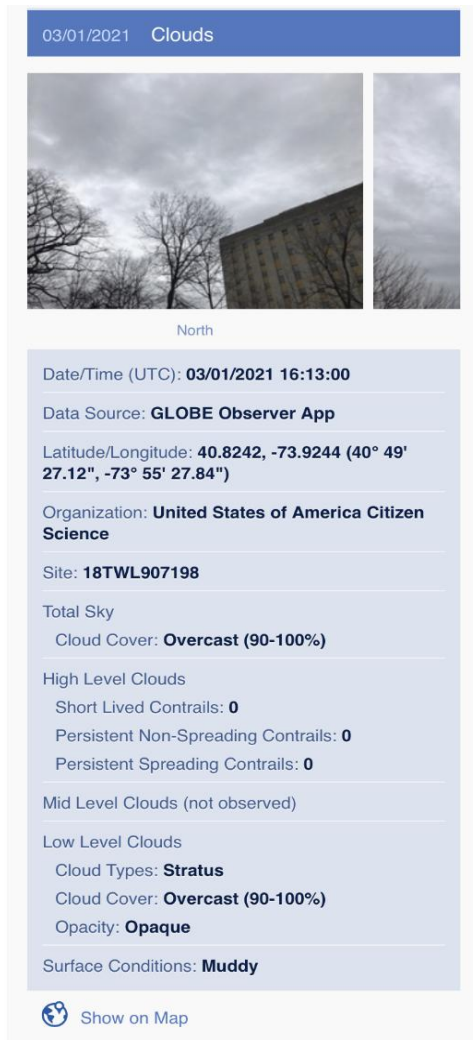 03/01/2021 Clouds
North
Date/Time (UTC): 03/01/2021 16:13:00
Data Source: GLOBE Observer App
Latitude/Longitude: 40.8242, -73.9244 (40° 49'
27.12", -73° 55' 27.84")
Organization: United States of America Citizen
Science
Site: 18TWL907198
Total Sky
Cloud Cover: Overcast (90-100%)
High Level Clouds
Short Lived Contrails: 0
Persistent Non-Spreading Contrails: 0
Persistent Spreading Contrails: 0
Mid Level Clouds (not observed)
Low Level Clouds
Cloud Types: Stratus
Cloud Cover: Overcast (90-100%)
Opacity: Opaque
Surface Conditions: Muddy
Show on Map